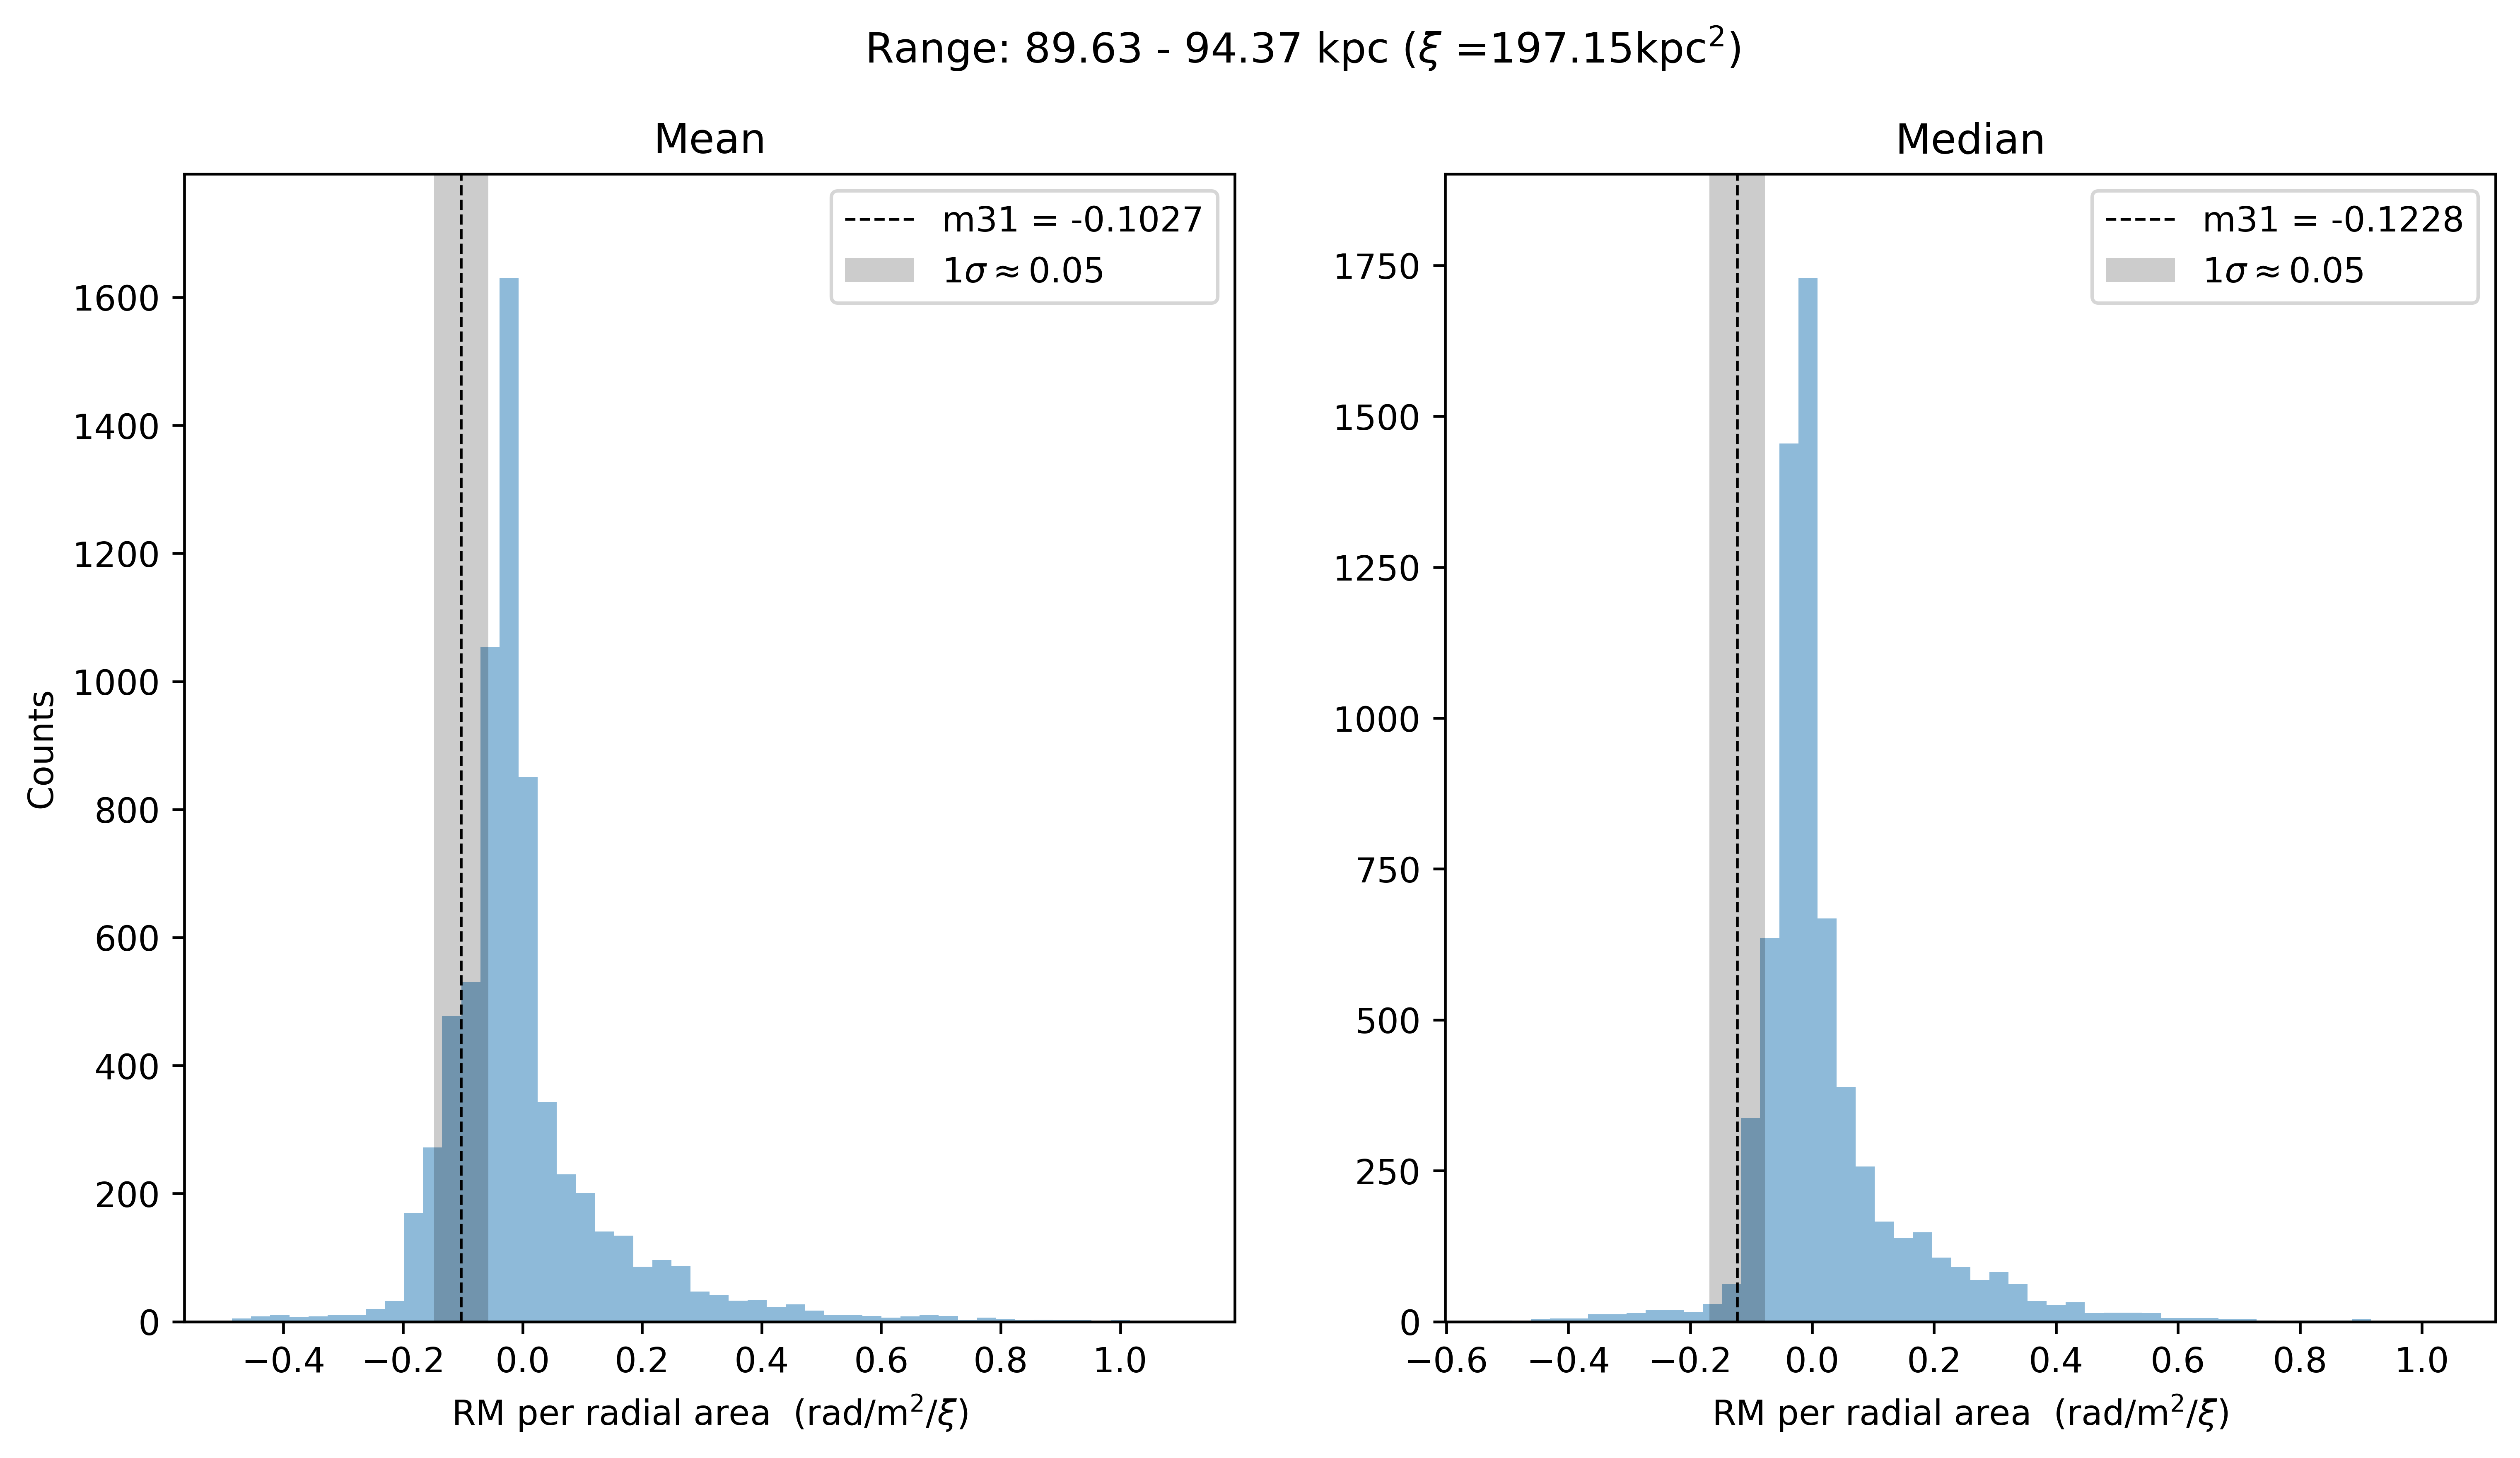 Range: 89.63 - 94.37 kpc (ξ =197.15kpc²)
Mean
m31 = -0.1027
1σ ≈ 0.05
Counts
1600
1400
1200
1000
800
600
400
200
0
−0.4 −0.2 0.0 0.2 0.4 0.6 0.8 1.0
RM per radial area (rad/m²/ξ)
Median
m31 = -0.1228
1σ ≈ 0.05
1750
1500
1250
1000
750
500
250
0
−0.6 −0.4 −0.2 0.0 0.2 0.4 0.6 0.8 1.0
RM per radial area (rad/m²/ξ)